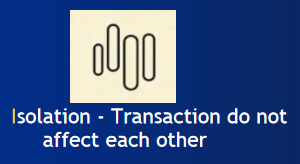 Isolation - Transaction do not
affect each other